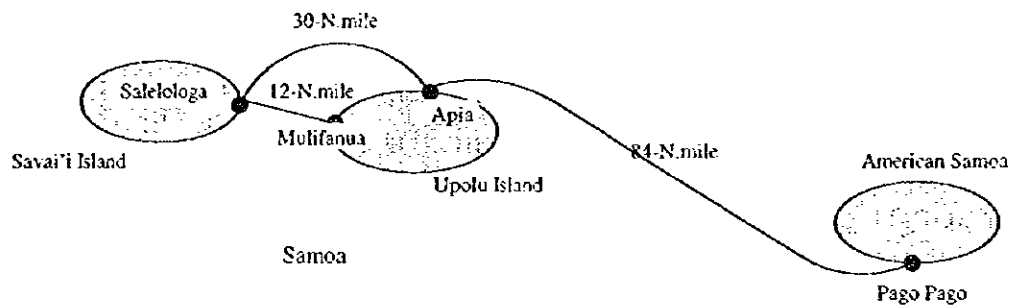 30-N.mile
Salelologa
12-N.mile
Mulifanua
Apia
Savai'i Island
Upolu Island
84-N.mile
American Samoa
Samoa
Pago Pago